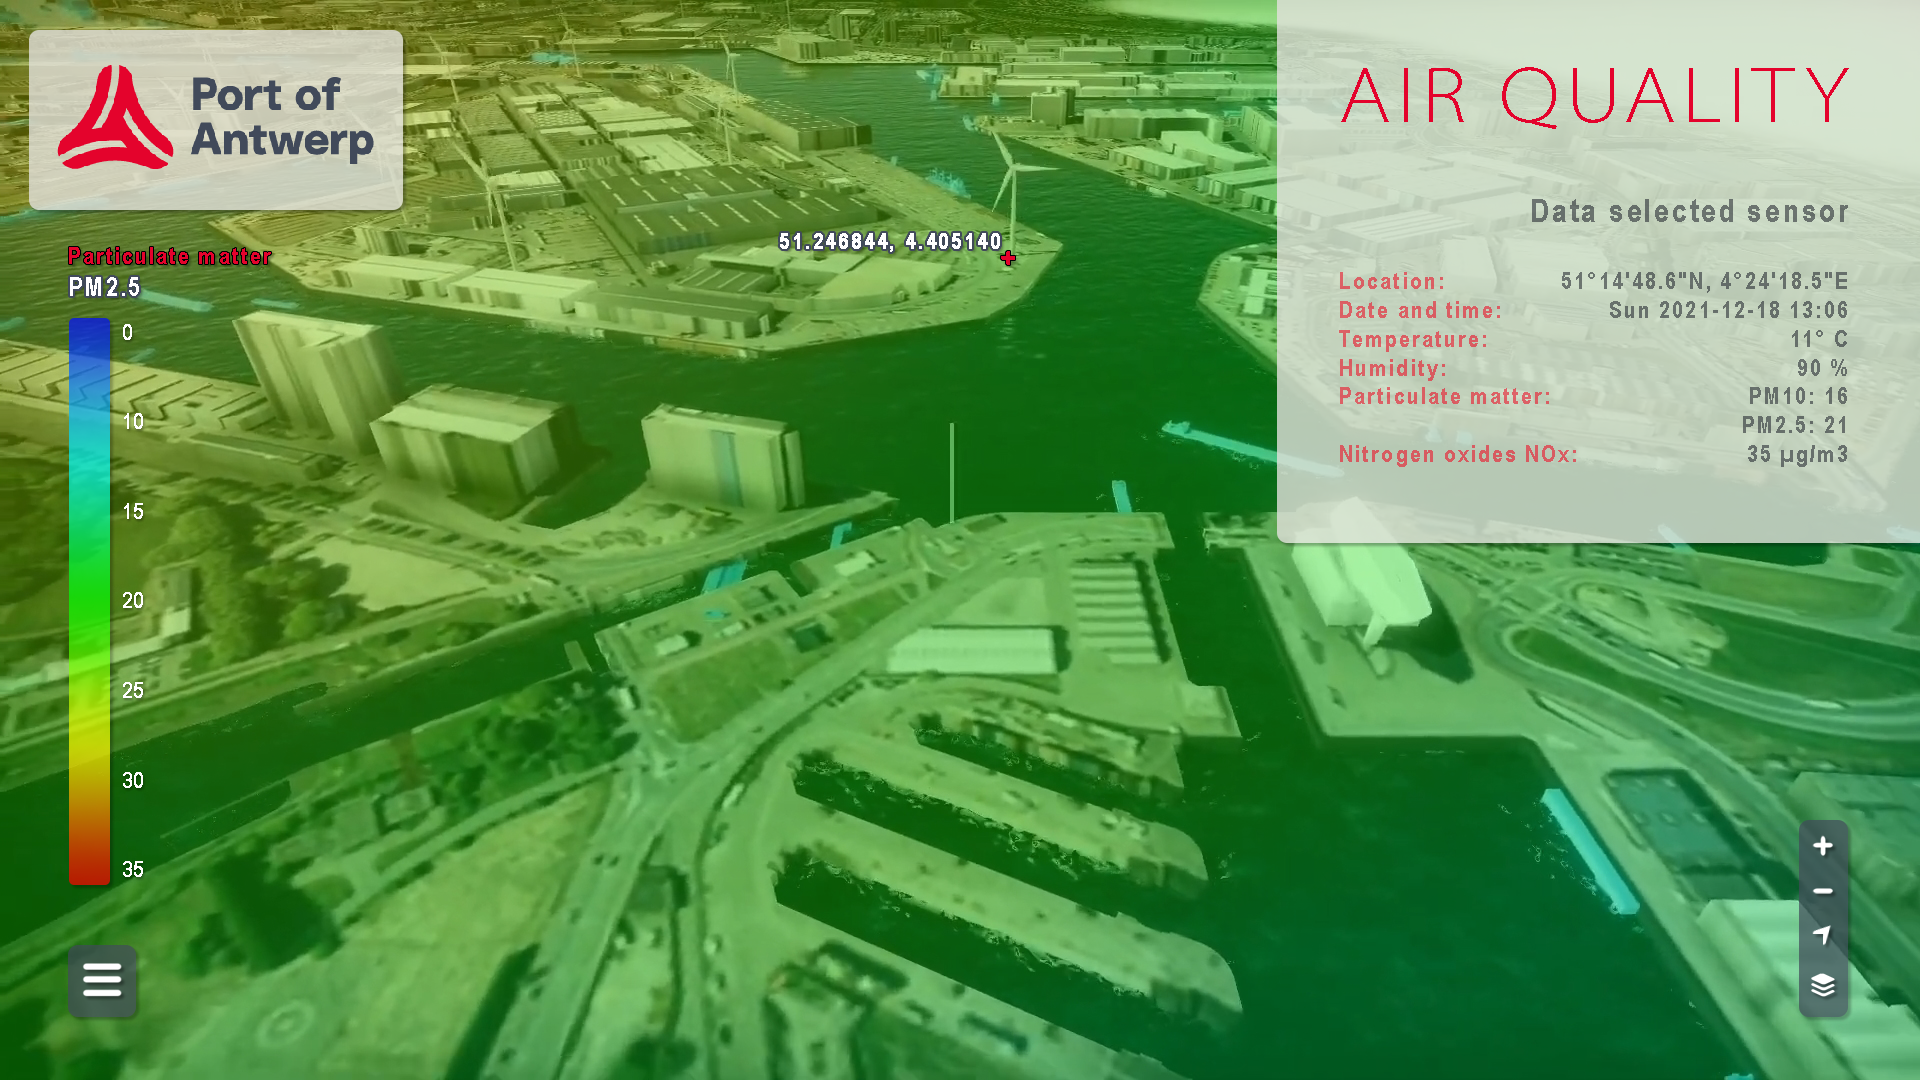 Port of
Antwerp
AIR QUALITY
Data selected sensor
Location: 51°14'48.6"N, 4°24'18.5"E
Date and time: Sun 2021-12-18 13:06
Temperature: 11° C
Humidity: 90 %
Particulate matter: PM10: 16
PM2.5: 21
Nitrogen oxides NOx: 35 µg/m3
51.246844, 4.405140
Particulate matter
PM2.5
0
10
15
20
25
30
35